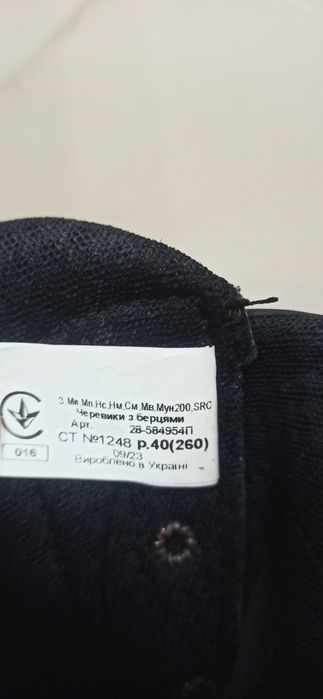 З,Ми,Мп,Нс,Нм,См,Мв,Мун200,SRC
Черевики з берцями
Арт. 28-584954П
СТ №1248 р.40(260)
09/23
Вироблено в Україні
016